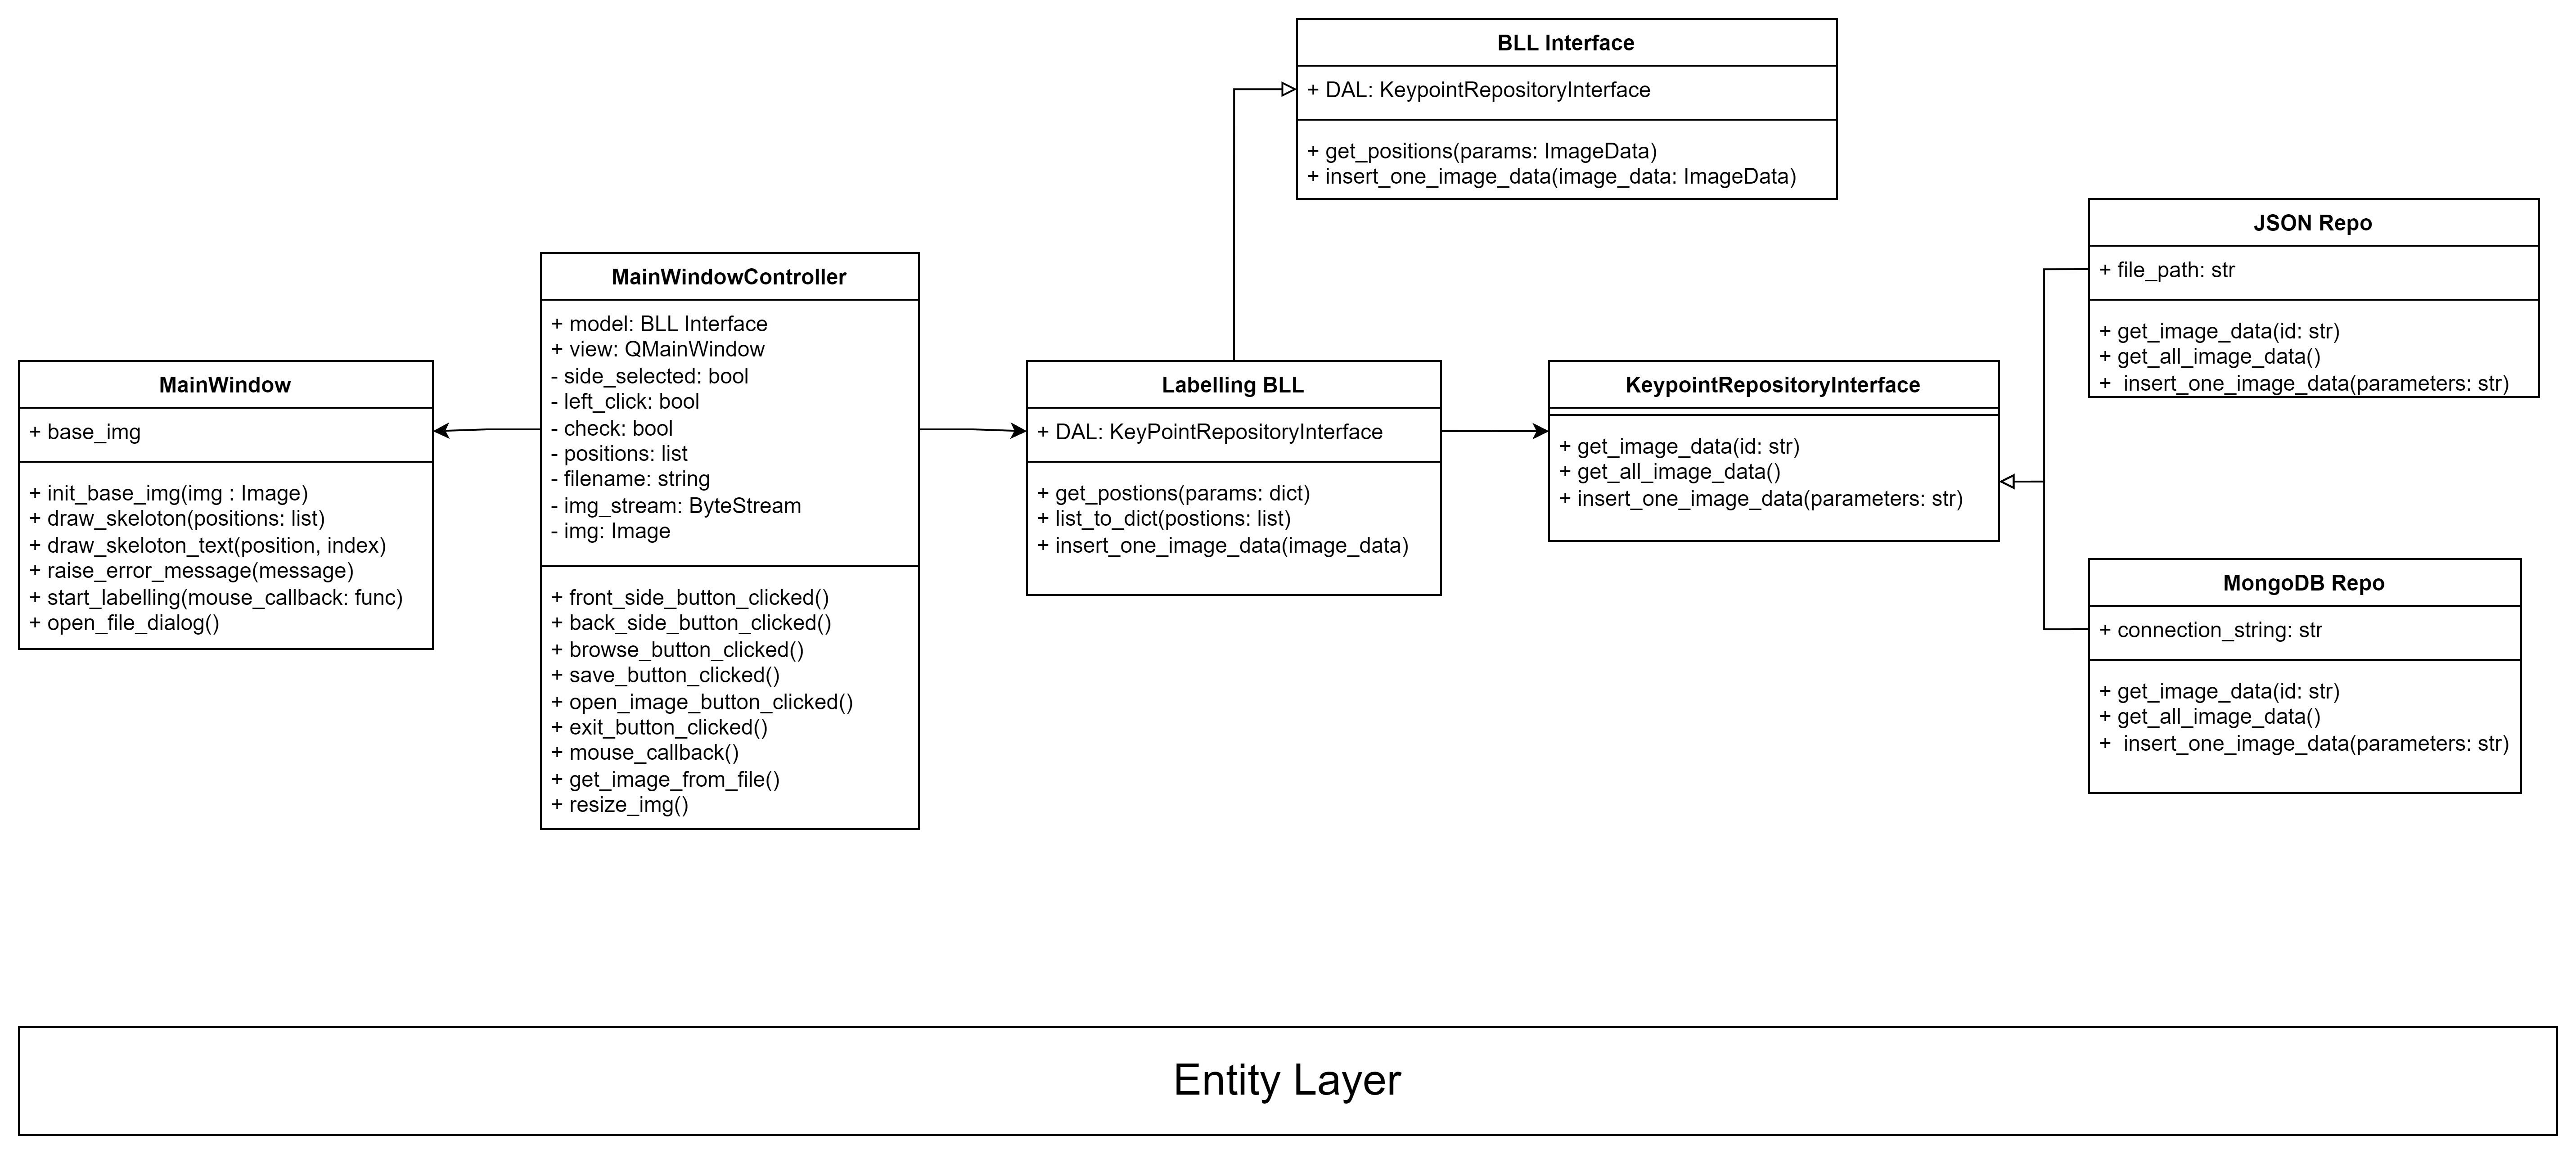 BLL Interface
+ DAL: KeypointRepositoryInterface
+ get_positions(params: ImageData)
+ insert_one_image_data(image_data: ImageData)
JSON Repo
+ file_path: str
+ get_image_data(id: str)
+ get_all_image_data()
+  insert_one_image_data(parameters: str)
MainWindowController
+ model: BLL Interface
+ view: QMainWindow
- side_selected: bool
- left_click: bool
- check: bool
- positions: list
- filename: string
- img_stream: ByteStream
- img: Image
+ front_side_button_clicked()
+ back_side_button_clicked()
+ browse_button_clicked()
+ save_button_clicked()
+ open_image_button_clicked()
+ exit_button_clicked()
+ mouse_callback()
+ get_image_from_file()
+ resize_img()
MainWindow
+ base_img
+ init_base_img(img : Image)
+ draw_skeloton(positions: list)
+ draw_skeloton_text(position, index)
+ raise_error_message(message)
+ start_labelling(mouse_callback: func)
+ open_file_dialog()
Labelling BLL
+ DAL: KeyPointRepositoryInterface
+ get_postions(params: dict)
+ list_to_dict(postions: list)
+ insert_one_image_data(image_data)
KeypointRepositoryInterface
+ get_image_data(id: str)
+ get_all_image_data()
+ insert_one_image_data(parameters: str)
MongoDB Repo
+ connection_string: str
+ get_image_data(id: str)
+ get_all_image_data()
+  insert_one_image_data(parameters: str)
Entity Layer